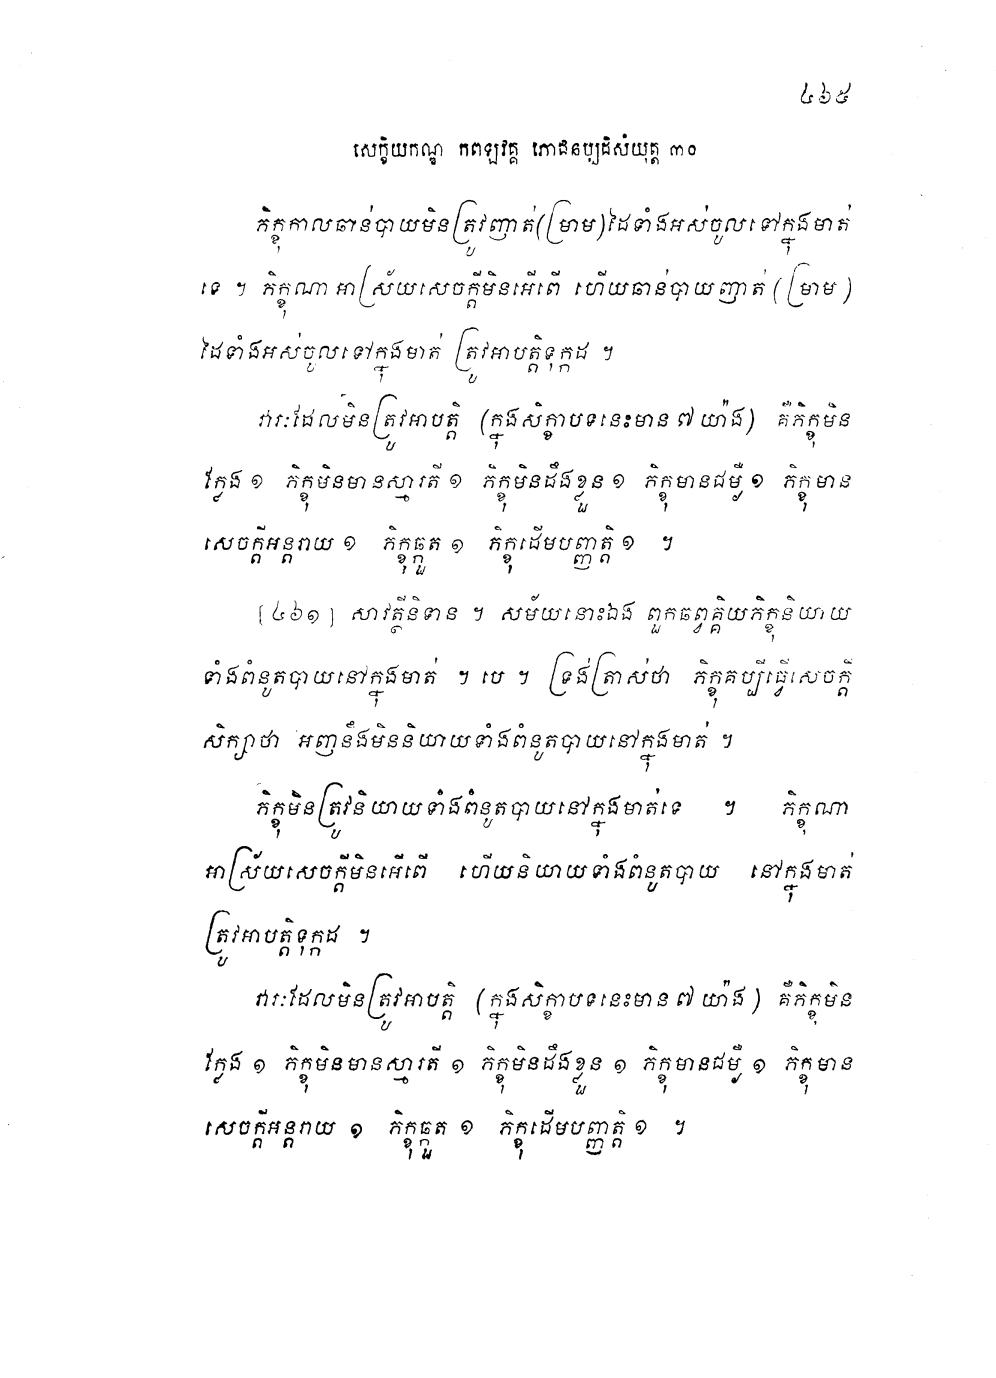 ៤៦៥
សេក្ខិយកណ្ឌ កពឡវគ្គ ភោជនប្បដិសំយុត្ត ៣០
ភិក្ខុកាលឆាន់បាយមិនត្រូវញាត់(ម្រាម)ដៃទាំងអស់ចូលទៅក្នុងមាត់
ទេ ។ ភិក្ខុណា អាស្រ័យសេចក្តីមិនអើពើ ហើយឆាន់បាយញាត់ (ម្រាម)
ដៃទាំងអស់ចូលទៅក្នុងមាត់ ត្រូវអាបត្តិទុក្កដ ។
វារៈដែលមិនត្រូវអាបត្តិ (ក្នុងសិក្ខាបទនេះមាន ៧ យ៉ាង) គឺភិក្ខុមិន
ក្លែង ១ ភិក្ខុមិនមានស្មារតី ១ ភិក្ខុមិនដឹងខ្លួន ១ ភិក្ខុមានជម្ងឺ ១ ភិក្ខុមាន
សេចក្តីអន្តរាយ ១ ភិក្ខុឆ្កួត ១ ភិក្ខុដើមបញ្ញត្តិ ១ ។
[៤៦១] សាវត្ថីនិទាន ។ សម័យនោះឯង ពួកឆព្វគ្គិយភិក្ខុនិយាយ
ទាំងពំនូតបាយនៅក្នុងមាត់ ។ បេ ។ ទ្រង់ត្រាស់ថា ភិក្ខុគប្បីធ្វើសេចក្តី
សិក្សាថា អញនឹងមិននិយាយទាំងពំនូតបាយនៅក្នុងមាត់ ។
ភិក្ខុមិនត្រូវនិយាយទាំងពំនូតបាយនៅក្នុងមាត់ទេ ។ ភិក្ខុណា
អាស្រ័យសេចក្តីមិនអើពើ ហើយនិយាយទាំងពំនូតបាយ នៅក្នុងមាត់
ត្រូវអាបត្តិទុក្កដ ។
វារៈដែលមិនត្រូវអាបត្តិ (ក្នុងសិក្ខាបទនេះមាន ៧ យ៉ាង) គឺភិក្ខុមិន
ក្លែង ១ ភិក្ខុមិនមានស្មារតី ១ ភិក្ខុមិនដឹងខ្លួន ១ ភិក្ខុមានជម្ងឺ ១ ភិក្ខុមាន
សេចក្តីអន្តរាយ ១ ភិក្ខុឆ្កួត ១ ភិក្ខុដើមបញ្ញត្តិ ១ ។